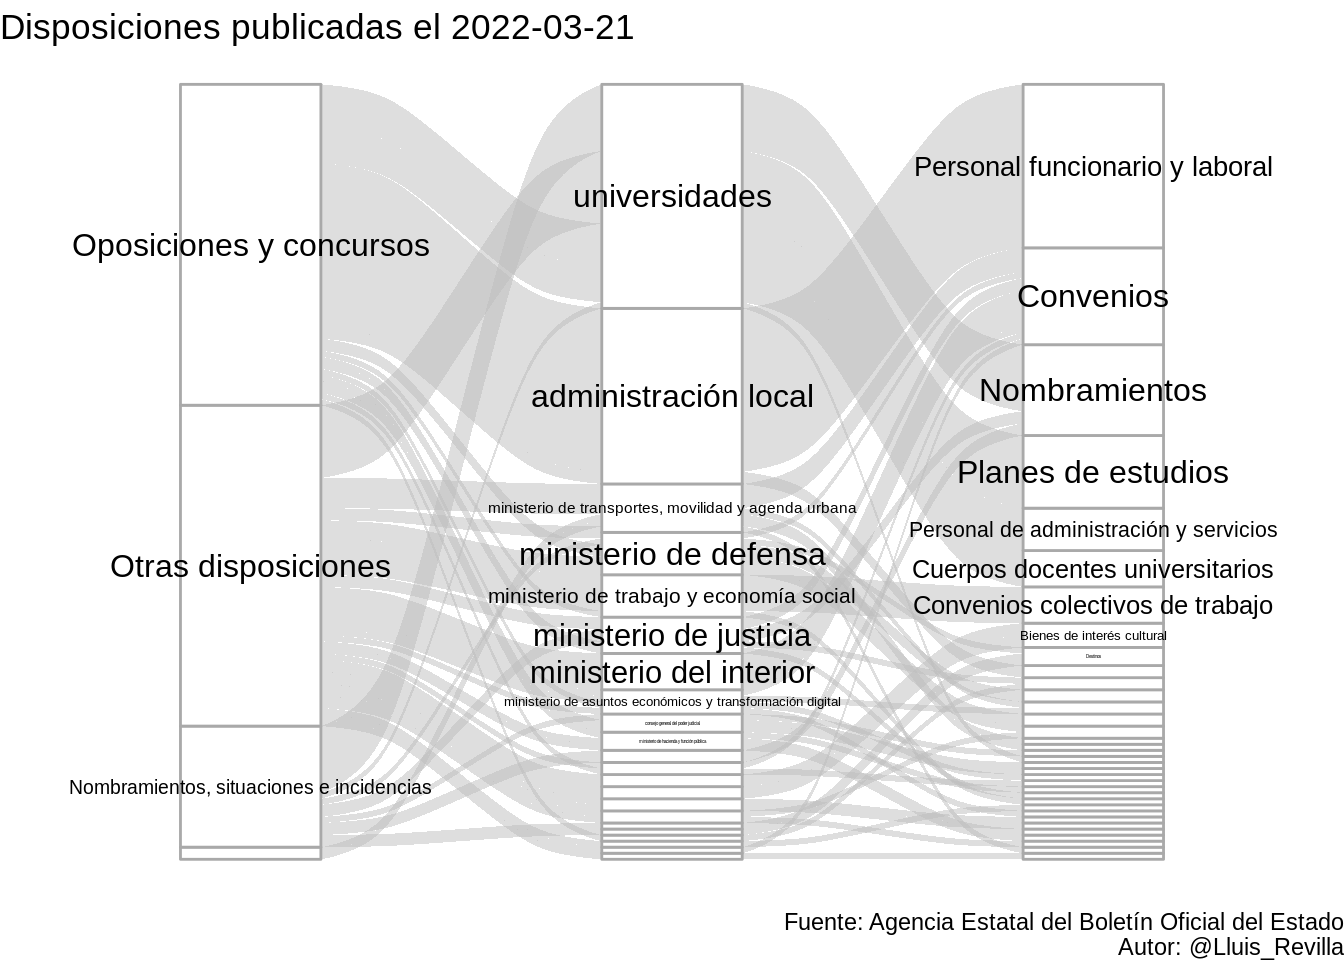 Disposiciones publicadas el 2022-03-21
Oposiciones y concursos
Otras disposiciones
Nombramientos, situaciones e incidencias
universidades
administración local
ministerio de transportes, movilidad y agenda urbana
ministerio de defensa
ministerio de trabajo y economía social
ministerio de justicia
ministerio del interior
ministerio de asuntos económicos y transformación digital
consejo general del poder judicial
ministerio de hacienda y función pública
Personal funcionario y laboral
Convenios
Nombramientos
Planes de estudios
Personal de administración y servicios
Cuerpos docentes universitarios
Convenios colectivos de trabajo
Bienes de interés cultural
Destinos
Fuente: Agencia Estatal del Boletín Oficial del Estado
Autor: @Lluis_Revilla